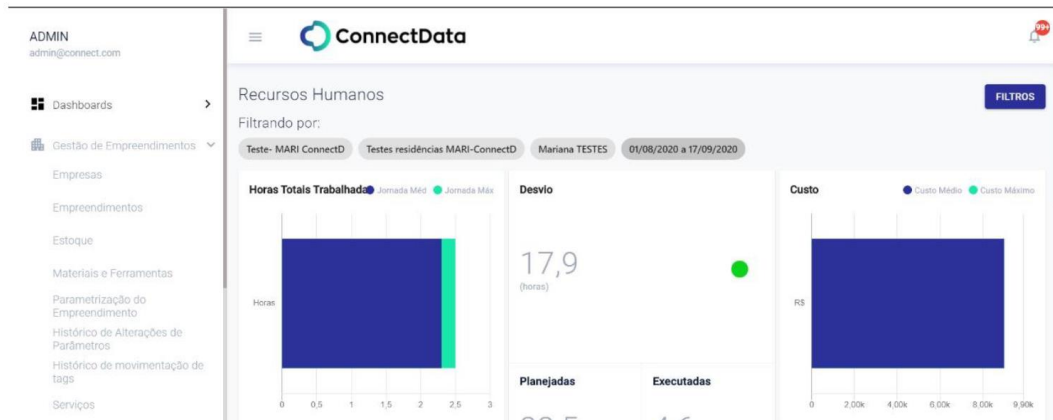 ADMIN
admin@connect.com
ConnectData
99+
Dashboards
Gestão de Empreendimentos
Empresas
Empreendimentos
Estoque
Materiais e Ferramentas
Parametrização do
Empreendimento
Histórico de Alterações de
Parâmetros
Histórico de movimentação de
tags
Serviços
Recursos Humanos
FILTROS
Filtrando por:
Teste- MARI ConnectD Testes residências MARI-ConnectD Mariana TESTES 01/08/2020 a 17/09/2020
Horas Totais Trabalhadas Jornada Méd Jornada Máx
Horas
0 0,5 1 1,5 2 2,5 3
Desvio
17,9
(horas)
Planejadas Executadas
Custo Custo Médio Custo Máximo
R$
0 2,00k 4,00k 6,00k 8,00k 9,90k